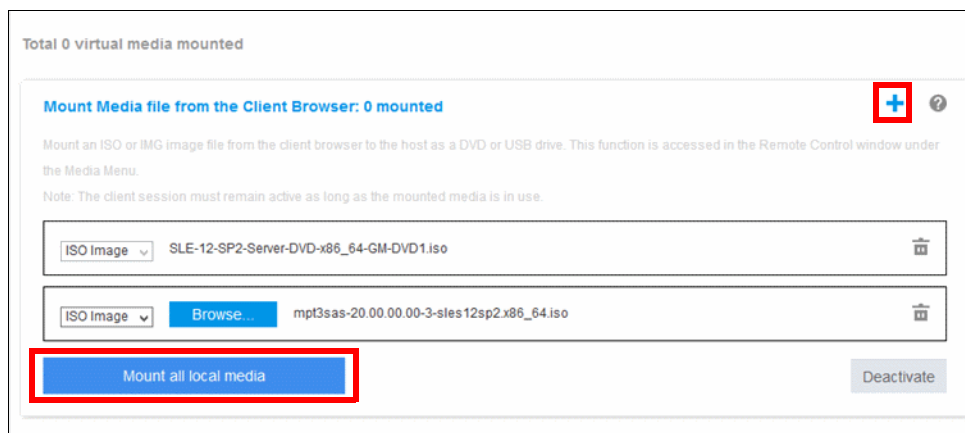 Total 0 virtual media mounted
Mount Media file from the Client Browser: 0 mounted
Mount an ISO or IMG image file from the client browser to the host as a DVD or USB drive. This function is accessed in the Remote Control window under
the Media Menu.
Note: The client session must remain active as long as the mounted media is in use.
ISO Image SLE-12-SP2-Server-DVD-x86_64-GM-DVD1.iso
ISO Image Browse... mpt3sas-20.00.00.00-3-sles12sp2.x86_64.iso
Mount all local media Deactivate